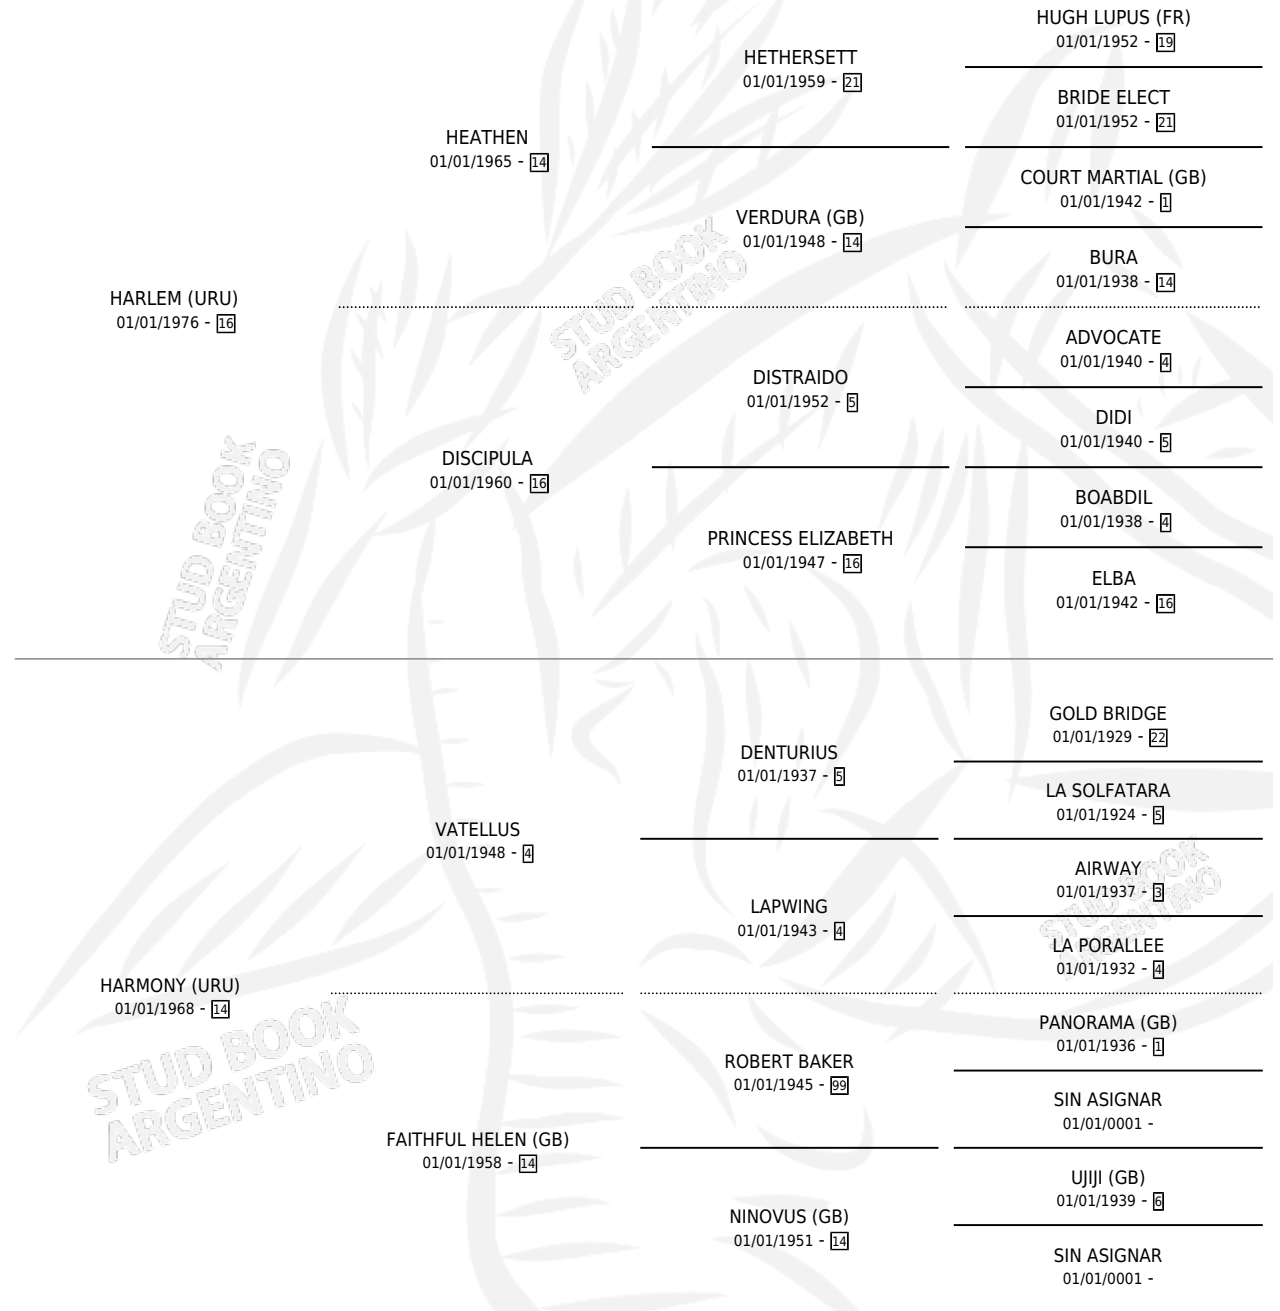 HUGH LUPUS (FR)
01/01/1952 - 19
HETHERSETT
01/01/1959 - 21
BRIDE ELECT
01/01/1952 - 21
HEATHEN
01/01/1965 - 14
COURT MARTIAL (GB)
01/01/1942 - 1
VERDURA (GB)
01/01/1948 - 14
BURA
01/01/1938 - 14
HARLEM (URU)
01/01/1976 - 16
ADVOCATE
01/01/1940 - 4
DISTRAIDO
01/01/1952 - 5
DIDI
01/01/1940 - 5
DISCIPULA
01/01/1960 - 16
BOABDIL
01/01/1938 - 4
PRINCESS ELIZABETH
01/01/1947 - 16
ELBA
01/01/1942 - 16
GOLD BRIDGE
01/01/1929 - 22
DENTURIUS
01/01/1937 - 5
LA SOLFATARA
01/01/1924 - 5
VATELLUS
01/01/1948 - 4
AIRWAY
01/01/1937 - 3
LAPWING
01/01/1943 - 4
LA PORALLEE
01/01/1932 - 4
HARMONY (URU)
01/01/1968 - 14
PANORAMA (GB)
01/01/1936 - 1
ROBERT BAKER
01/01/1945 - 99
SIN ASIGNAR
01/01/0001 -
FAITHFUL HELEN (GB)
01/01/1958 - 14
UJIJI (GB)
01/01/1939 - 6
NINOVUS (GB)
01/01/1951 - 14
SIN ASIGNAR
01/01/0001 -
STUD BOOK
ARGENTINO
STUD BOOK
ARGENTINO
STUD BOOK
ARGENTINO
STUD BOOK
ARGENTINO